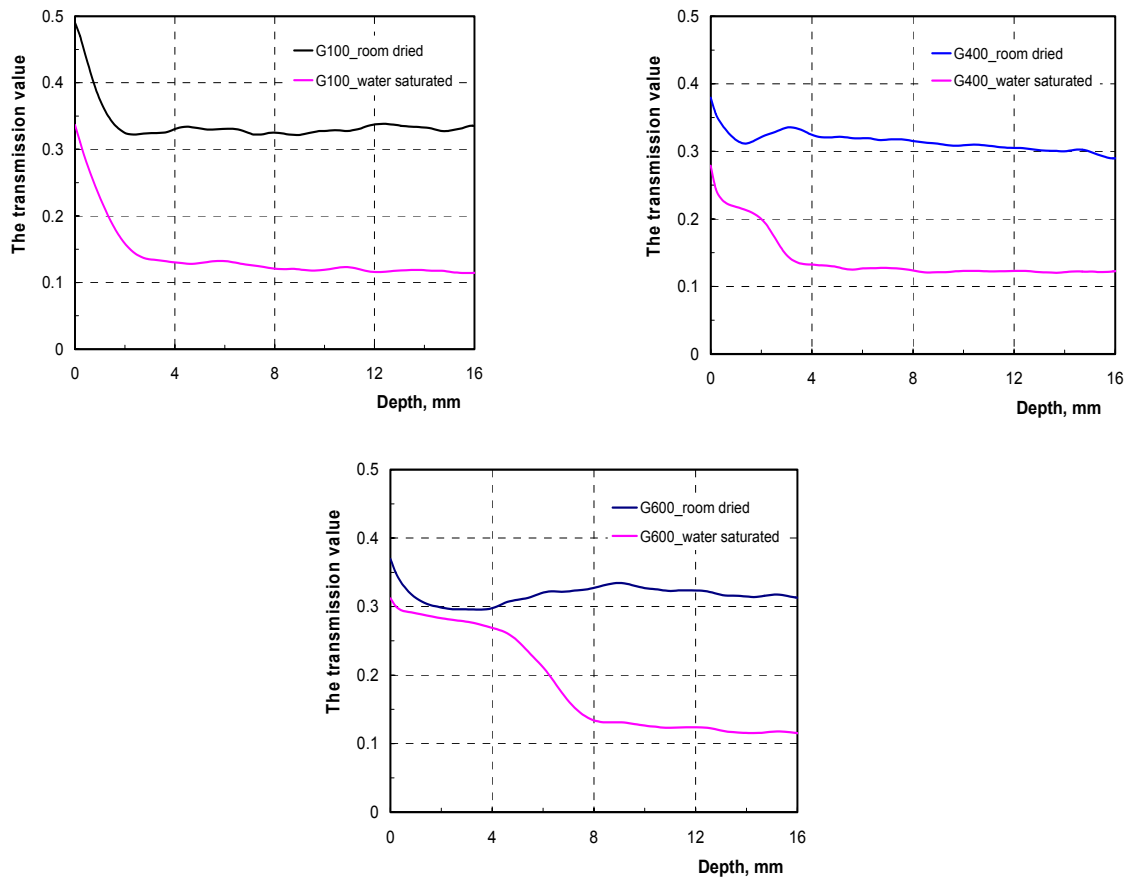 The transmission value
0.5
0.4
0.3
0.2
0.1
0
G100_room dried
G100_water saturated
0 4 8 12 16
Depth, mm
The transmission value
0.5
0.4
0.3
0.2
0.1
0
G400_room dried
G400_water saturated
0 4 8 12 16
Depth, mm
The transmission value
0.5
0.4
0.3
0.2
0.1
0
G600_room dried
G600_water saturated
0 4 8 12 16
Depth, mm